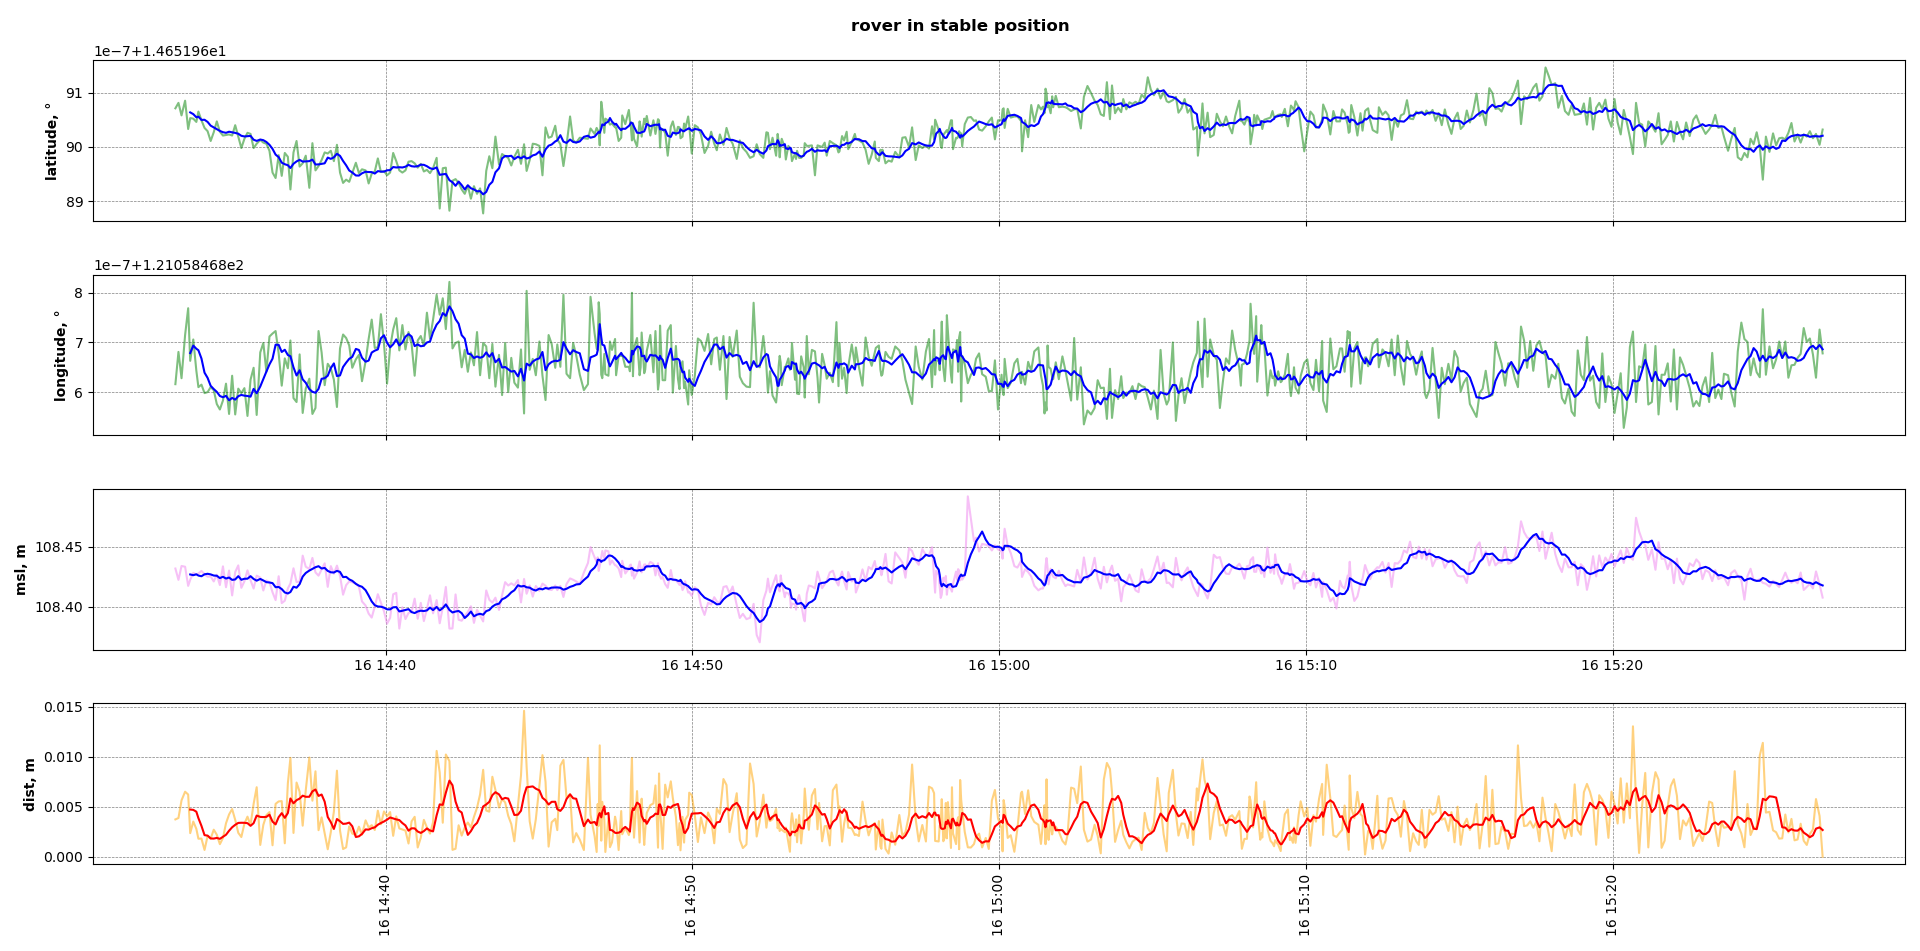 rover in stable position
1e−7+1.465196e1
91
90
89
latitude, °
1e−7+1.21058468e2
8
7
6
longitude, °
108.45
108.40
msl, m
16 14:40 16 14:50 16 15:00 16 15:10 16 15:20
0.015
0.010
0.005
0.000
dist, m
16 14:40 16 14:50 16 15:00 16 15:10 16 15:20